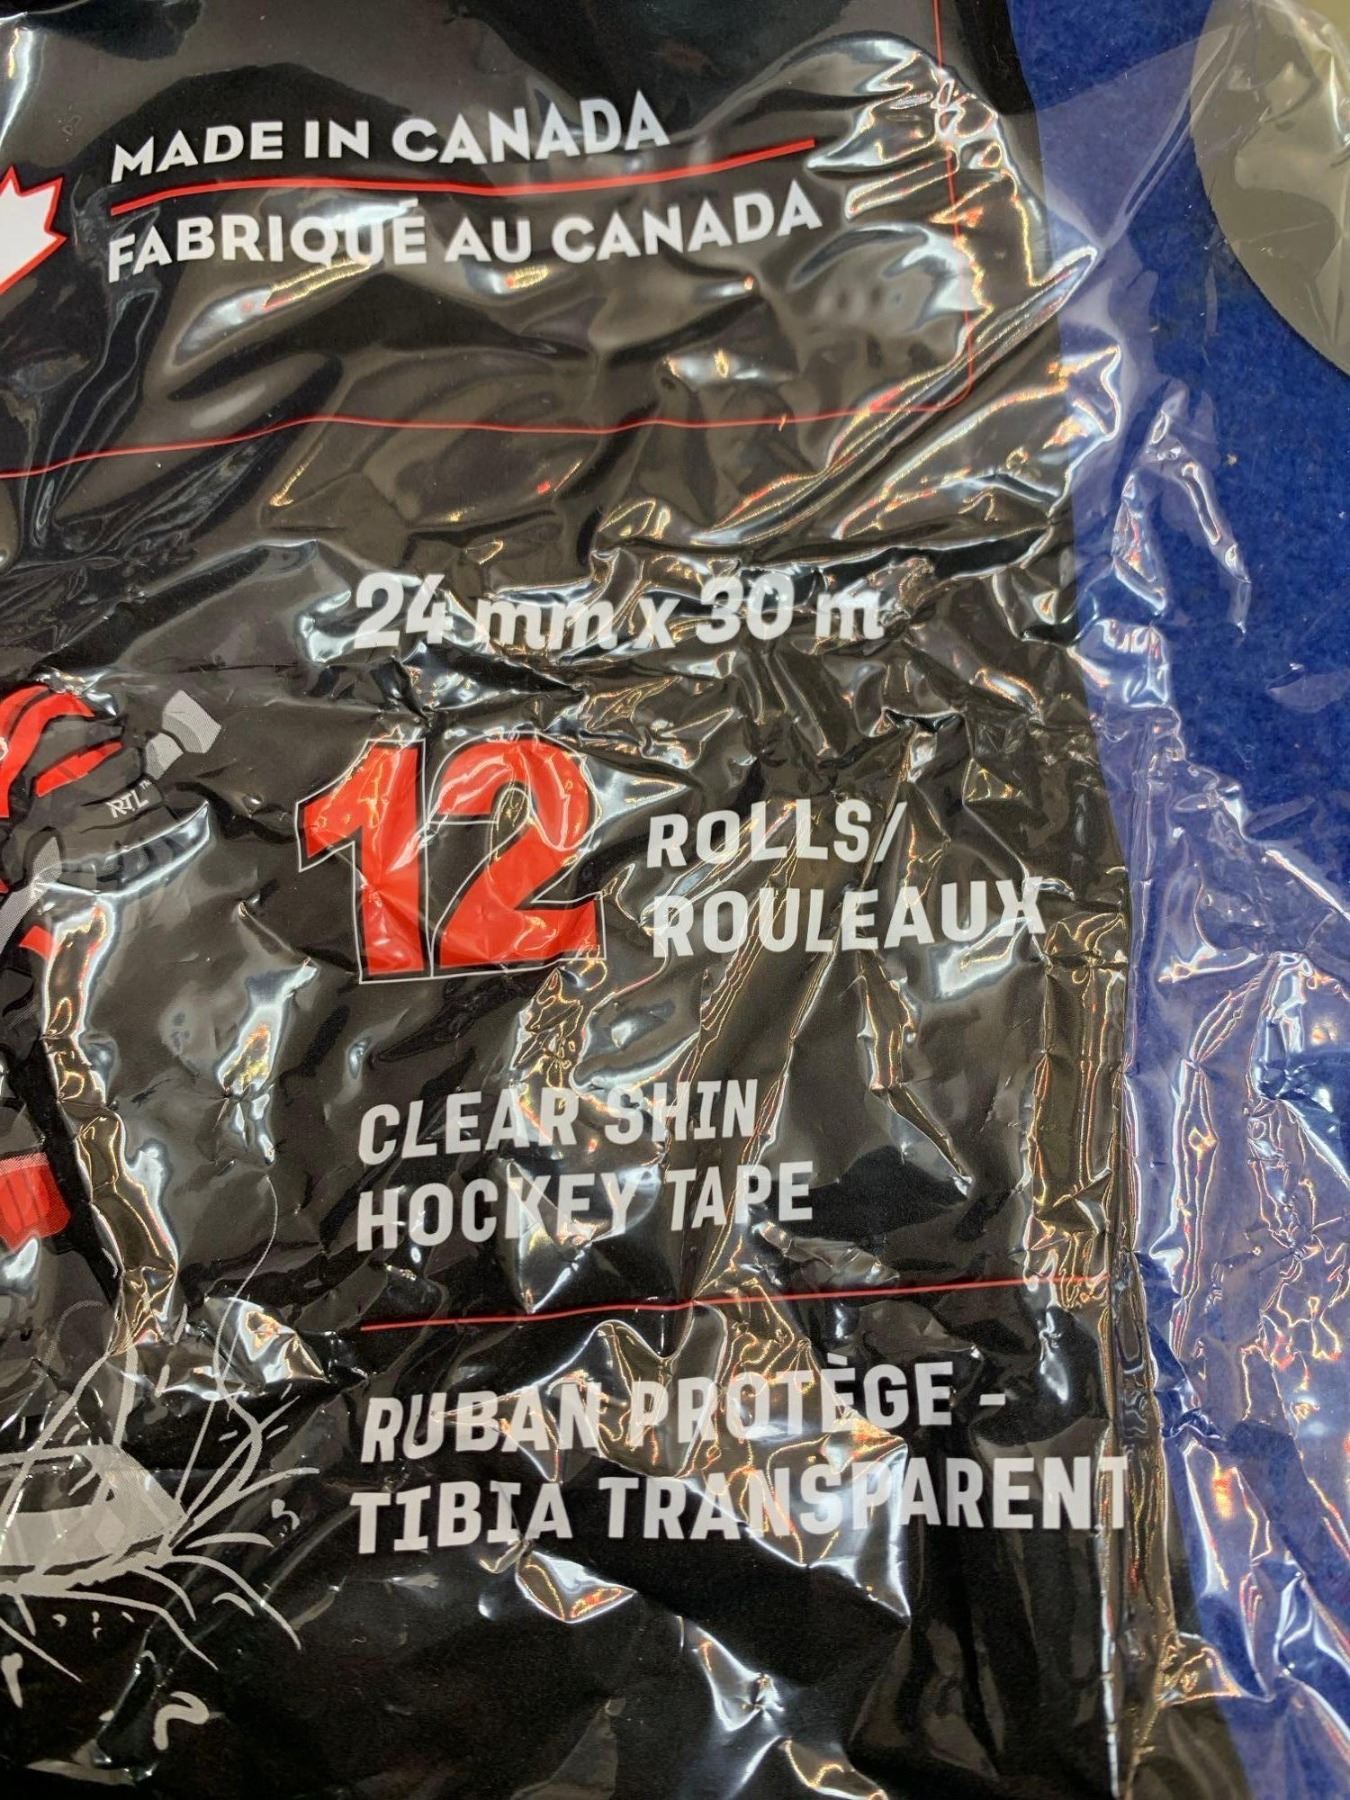 MADE IN CANADA
FABRIQUÉ AU CANADA
24 mm x 30 m
RTL™
12 ROLLS/
ROULEAUX
CLEAR SHIN
HOCKEY TAPE
RUBAN PROTÈGE -
TIBIA TRANSPARENT